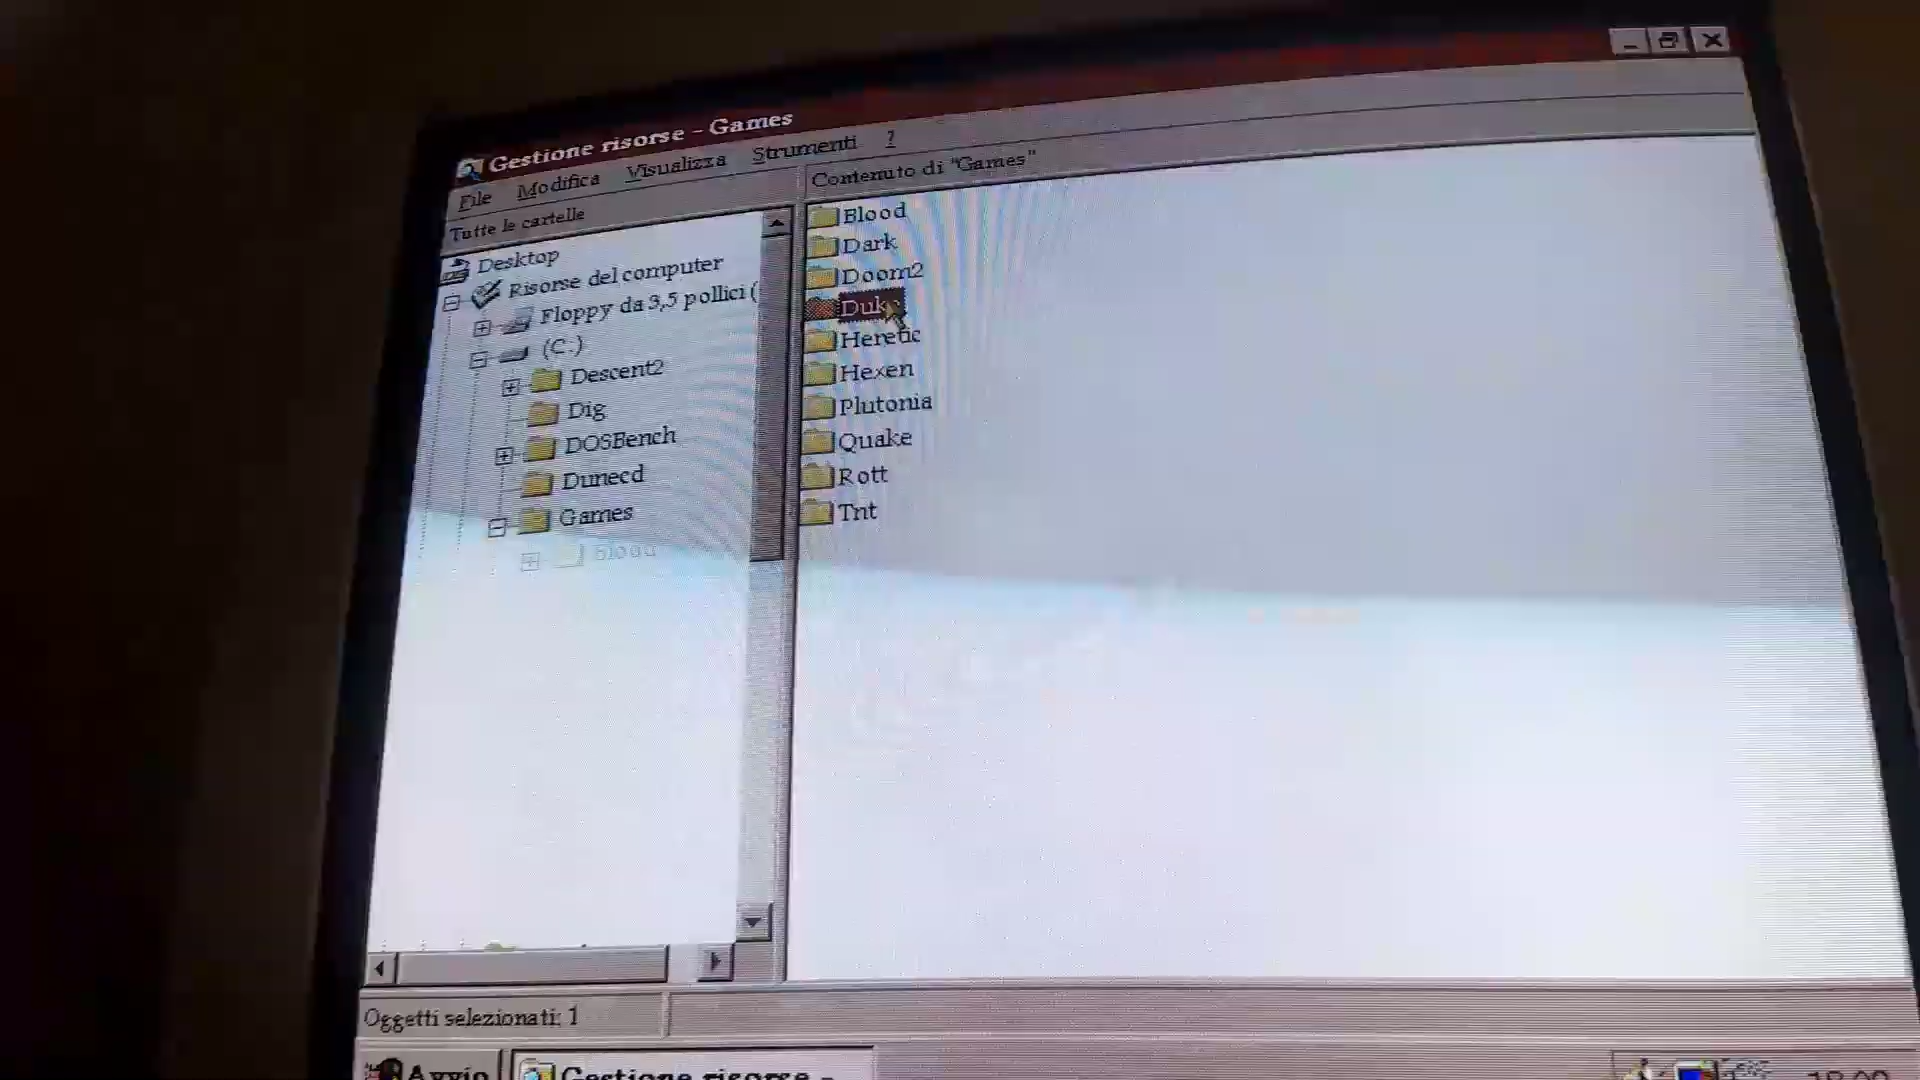 Gestione risorse - Games
File Modifica Visualizza Strumenti ?
Tutte le cartelle
Contenuto di "Games"
Desktop
Risorse del computer
Floppy da 3,5 pollici (
(C:)
Descent2
Dig
DOSBench
Dunecd
Games
Blood
Blood
Dark
Doom2
Duke
Heretic
Hexen
Plutonia
Quake
Rott
Tnt
Oggetti selezionati: 1
Avvio
Gestione risorse -